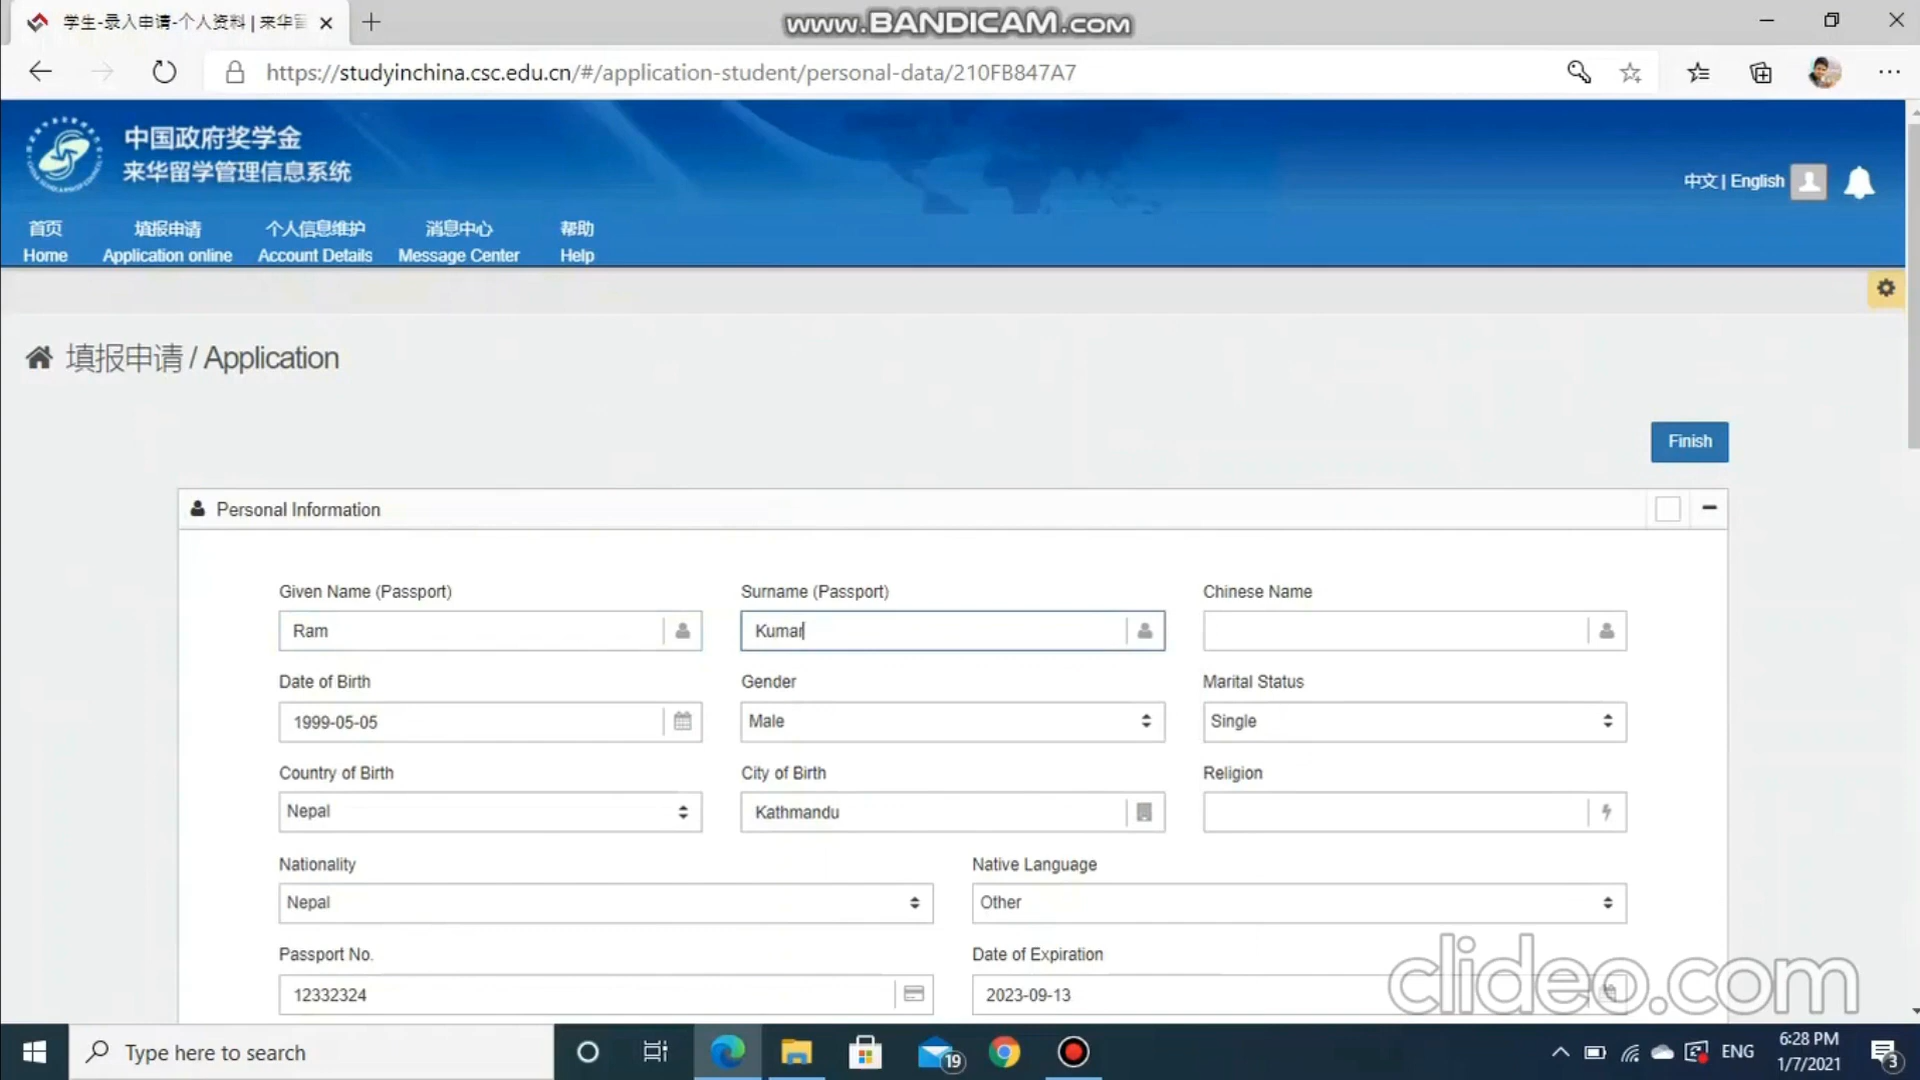 学生-录入申请-个人资料 | 来华留
www.BANDICAM.com
https://studyinchina.csc.edu.cn/#/application-student/personal-data/210FB847A7
中国政府奖学金
来华留学管理信息系统
中文 | English
首页 填报申请 个人信息维护 消息中心 帮助
Home Application online Account Details Message Center Help
填报申请 / Application
Finish
Personal Information
Given Name (Passport) Surname (Passport) Chinese Name
Ram Kumar
Date of Birth Gender Marital Status
1999-05-05 Male Single
Country of Birth City of Birth Religion
Nepal Kathmandu
Nationality Native Language
Nepal Other
Passport No. Date of Expiration
12332324 2023-09-13
clideo.com
Type here to search
19
ENG
6:28 PM
1/7/2021
3